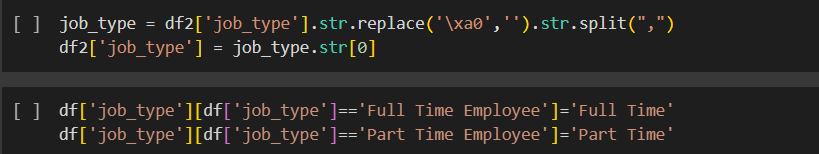 [ ] job_type = df2['job_type'].str.replace('\xa0','').str.split(",")
df2['job_type'] = job_type.str[0]
[ ] df['job_type'][df['job_type']=='Full Time Employee']='Full Time'
df['job_type'][df['job_type']=='Part Time Employee']='Part Time'